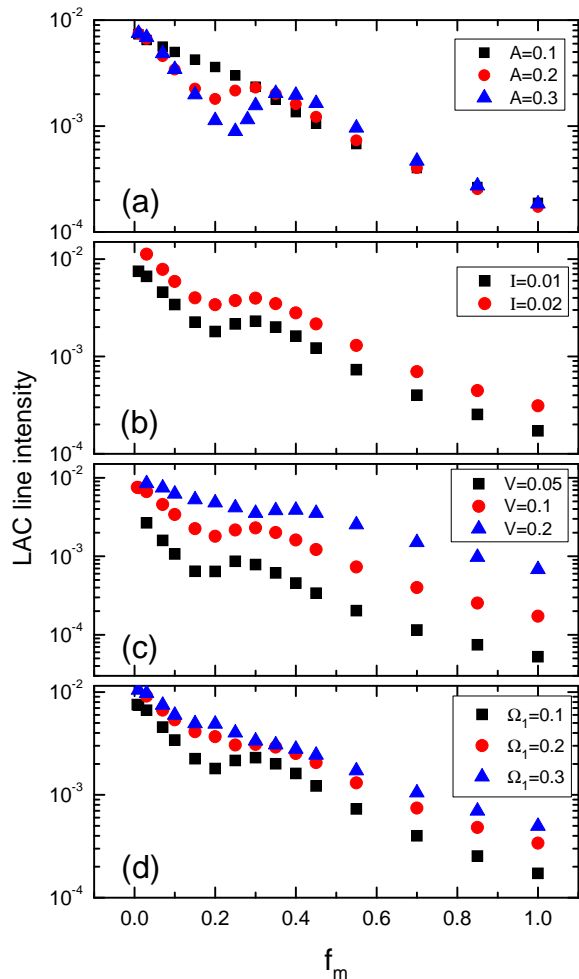 10⁻²
A=0.1
A=0.2
A=0.3
10⁻³
(a)
10⁻⁴
10⁻²
I=0.01
I=0.02
10⁻³
(b)
10⁻⁴
LAC line intensity
10⁻²
V=0.05
V=0.1
V=0.2
10⁻³
10⁻⁴
(c)
10⁻²
Ω₁=0.1
Ω₁=0.2
Ω₁=0.3
10⁻³
(d)
10⁻⁴
0.0 0.2 0.4 0.6 0.8 1.0
fₘ